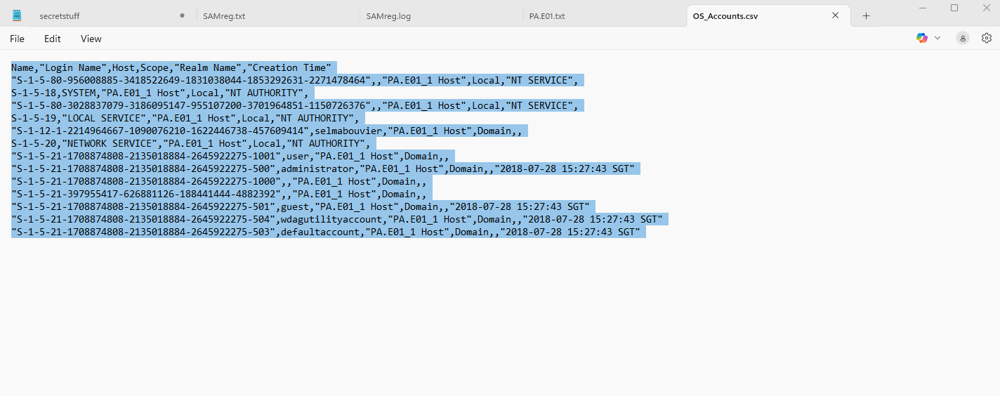 secretstuff
SAMreg.txt
SAMreg.log
PA.E01.txt
OS_Accounts.csv
File Edit View
Name,"Login Name",Host,Scope,"Realm Name","Creation Time"
"S-1-5-80-956008885-3418522649-1831038044-1853292631-2271478464",,"PA.E01_1 Host",Local,"NT SERVICE",
S-1-5-18,SYSTEM,"PA.E01_1 Host",Local,"NT AUTHORITY",
"S-1-5-80-3028837079-3186095147-955107200-3701964851-1150726376",,"PA.E01_1 Host",Local,"NT SERVICE",
S-1-5-19,"LOCAL SERVICE","PA.E01_1 Host",Local,"NT AUTHORITY",
"S-1-12-1-2214964667-1090076210-1622446738-457609414",selmabouvier,"PA.E01_1 Host",Domain,,
S-1-5-20,"NETWORK SERVICE","PA.E01_1 Host",Local,"NT AUTHORITY",
"S-1-5-21-1708874808-2135018884-2645922275-1001",user,"PA.E01_1 Host",Domain,,
"S-1-5-21-1708874808-2135018884-2645922275-500",administrator,"PA.E01_1 Host",Domain,,"2018-07-28 15:27:43 SGT"
"S-1-5-21-1708874808-2135018884-2645922275-1000",,"PA.E01_1 Host",Domain,,
"S-1-5-21-397955417-626881126-188441444-4882392",,"PA.E01_1 Host",Domain,,
"S-1-5-21-1708874808-2135018884-2645922275-501",guest,"PA.E01_1 Host",Domain,,"2018-07-28 15:27:43 SGT"
"S-1-5-21-1708874808-2135018884-2645922275-504",wdagutilityaccount,"PA.E01_1 Host",Domain,,"2018-07-28 15:27:43 SGT"
"S-1-5-21-1708874808-2135018884-2645922275-503",defaultaccount,"PA.E01_1 Host",Domain,,"2018-07-28 15:27:43 SGT"